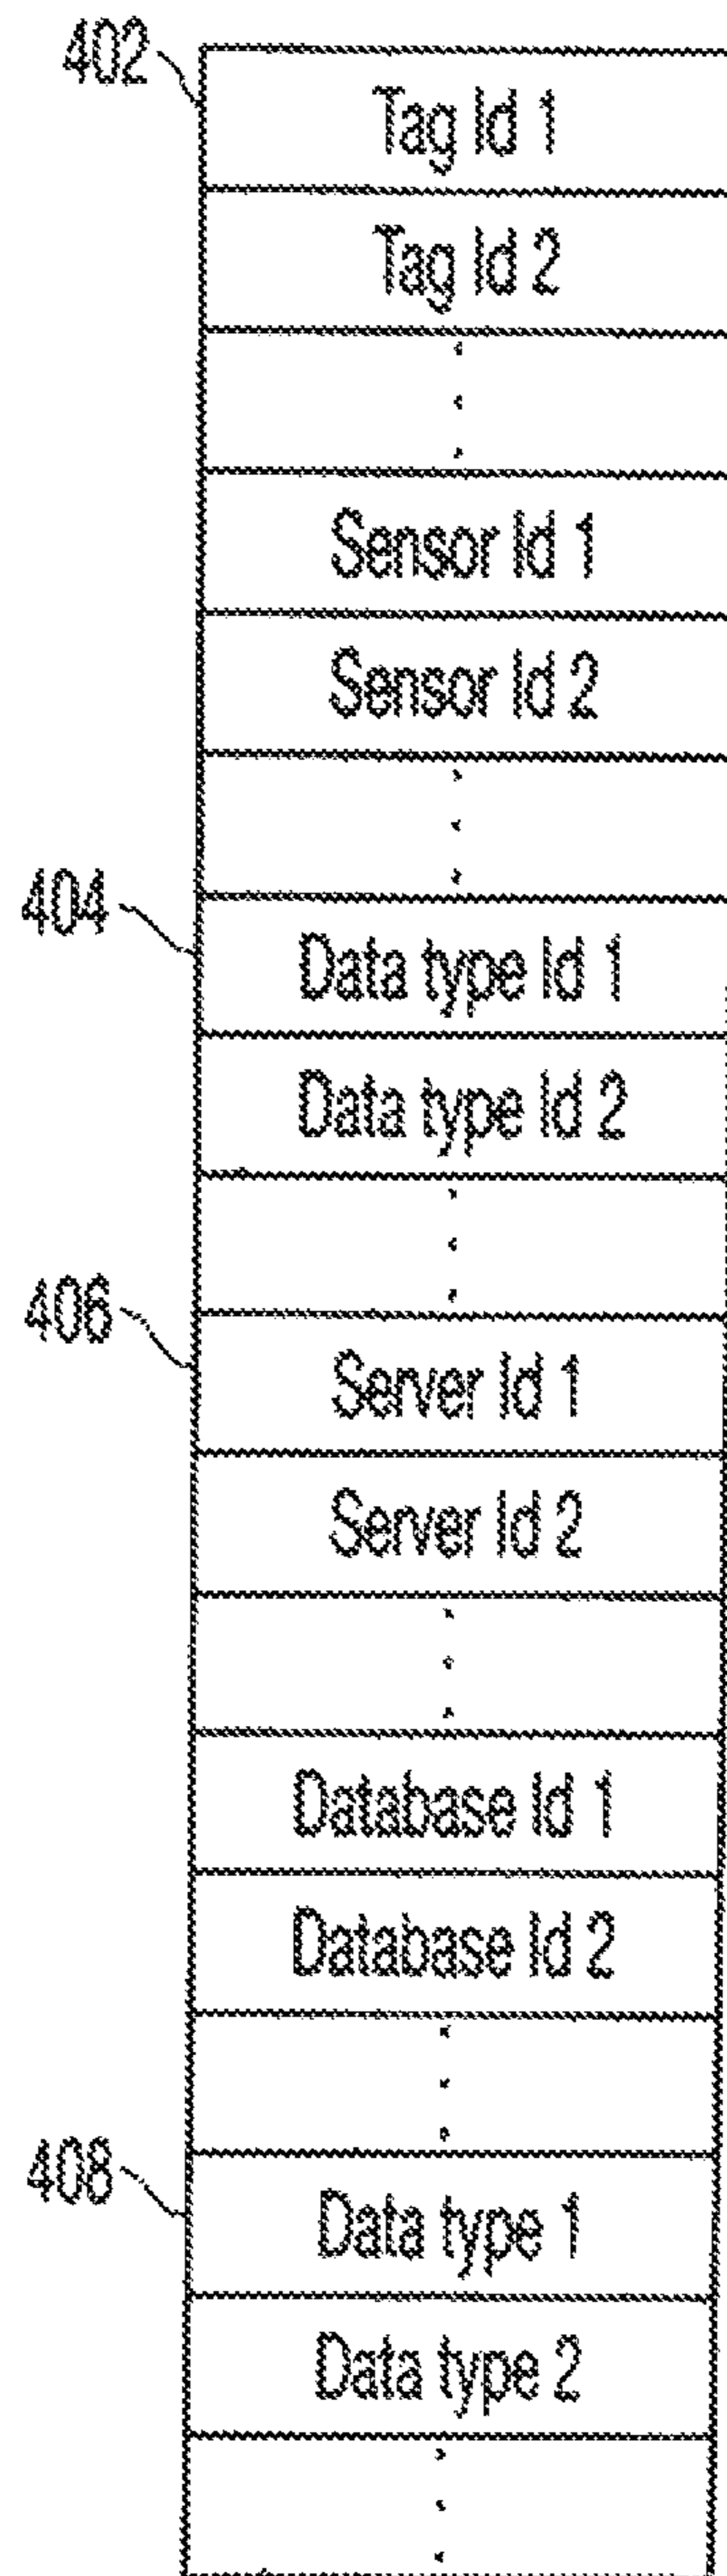 402
Tag Id 1
Tag Id 2
Sensor Id 1
Sensor Id 2
404
Data type Id 1
Data type Id 2
406
Server Id 1
Server Id 2
Database Id 1
Database Id 2
408
Data type 1
Data type 2